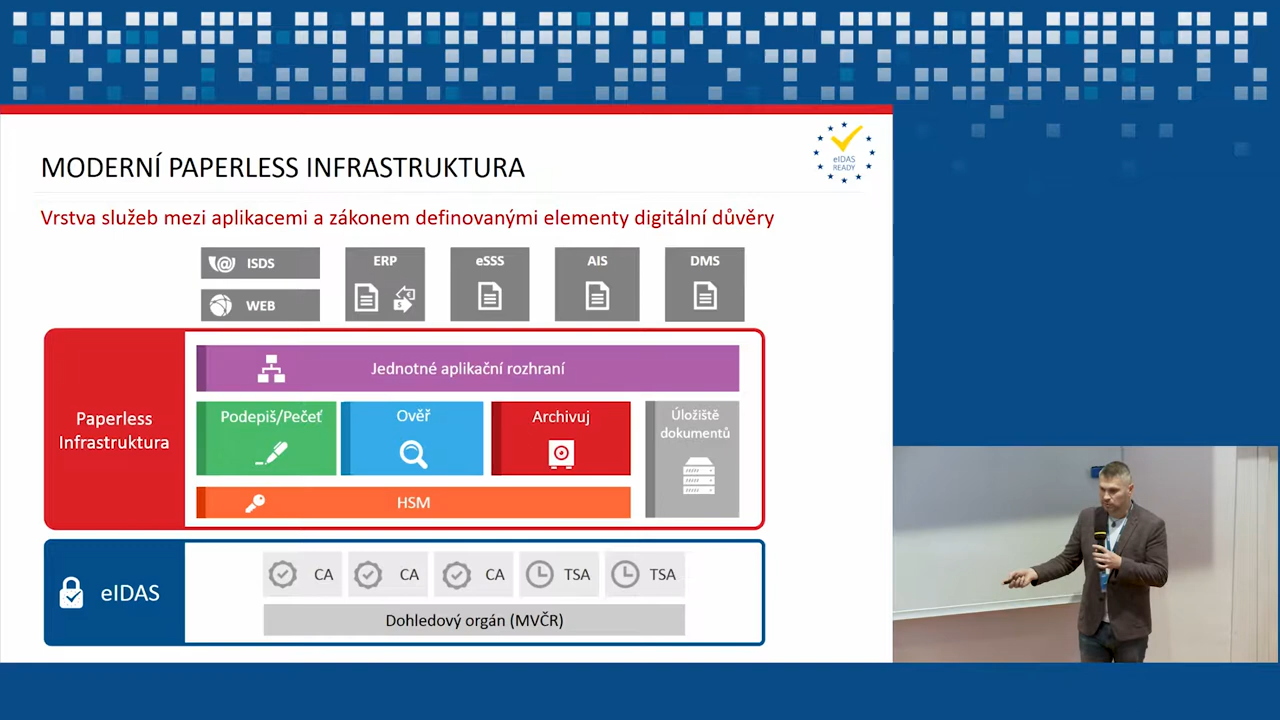 eIDAS
READY
MODERNÍ PAPERLESS INFRASTRUKTURA
Vrstva služeb mezi aplikacemi a zákonem definovanými elementy digitální důvěry
ISDS
WEB
ERP
eSSS
AIS
DMS
Paperless
Infrastruktura
Jednotné aplikační rozhraní
Podepiš/Pečeť
Ověř
Archivuj
Úložiště
dokumentů
HSM
eIDAS
CA
CA
CA
TSA
TSA
Dohledový orgán (MVČR)